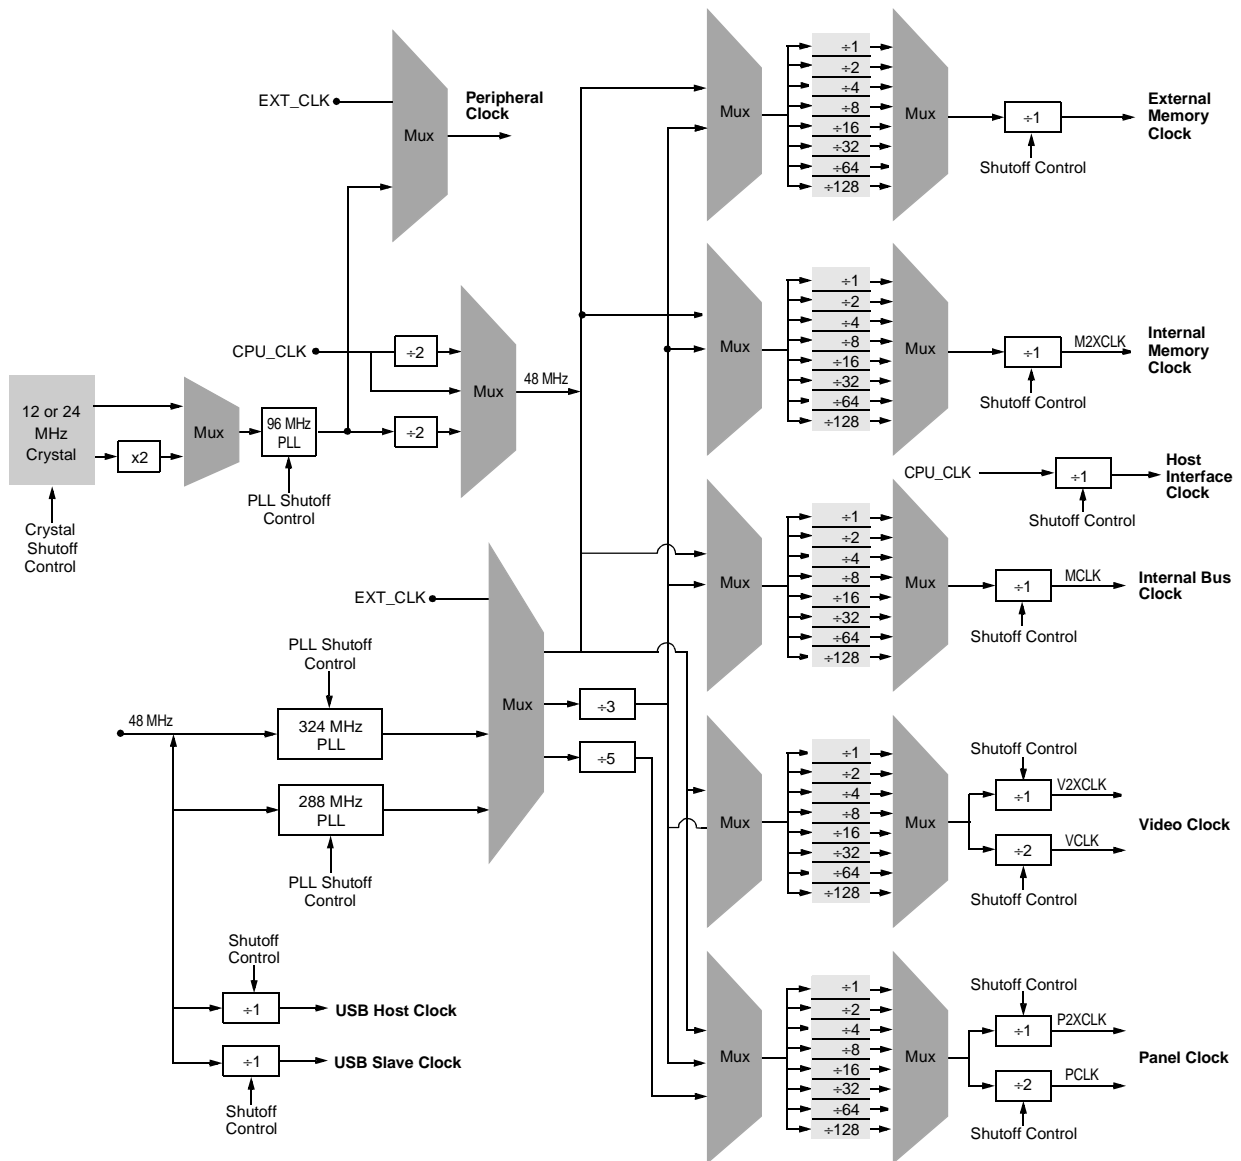 EXT_CLK
Mux
Peripheral
Clock
CPU_CLK
÷2
÷2
Mux
48 MHz
12 or 24
MHz
Crystal
x2
Mux
96 MHz
PLL
PLL Shutoff
Control
Crystal
Shutoff
Control
EXT_CLK
PLL Shutoff
Control
48 MHz
324 MHz
PLL
288 MHz
PLL
PLL Shutoff
Control
Mux
÷3
÷5
Shutoff
Control
÷1
USB Host Clock
÷1
USB Slave Clock
Shutoff
Control
Mux
÷1
÷2
÷4
÷8
÷16
÷32
÷64
÷128
Mux
÷1
Shutoff Control
External
Memory
Clock
Mux
÷1
÷2
÷4
÷8
÷16
÷32
÷64
÷128
Mux
÷1
M2XCLK
Shutoff Control
Internal
Memory
Clock
CPU_CLK
÷1
Shutoff Control
Host
Interface
Clock
Mux
÷1
÷2
÷4
÷8
÷16
÷32
÷64
÷128
Mux
÷1
MCLK
Shutoff Control
Internal Bus
Clock
Mux
÷1
÷2
÷4
÷8
÷16
÷32
÷64
÷128
Mux
Shutoff Control
÷1
V2XCLK
÷2
VCLK
Shutoff Control
Video Clock
Mux
÷1
÷2
÷4
÷8
÷16
÷32
÷64
÷128
Mux
Shutoff Control
÷1
P2XCLK
÷2
PCLK
Shutoff Control
Panel Clock